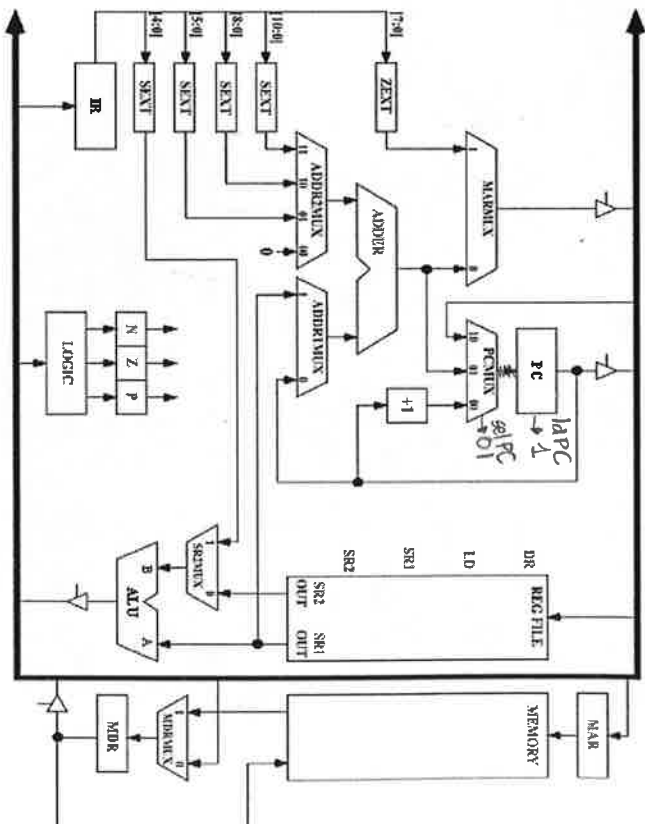 [7:0]
[10:0]
[8:0]
[5:0]
[4:0]
IR
SEXT
SEXT
SEXT
SEXT
ZEXT
11
10
01
00
0
ADDR2MUX
1
0
ADDR1MUX
ADDER
1
0
MARMUX
10
01
00
PCMUX
PC
+1
ldPC
1
selPC
01
LOGIC
N
Z
P
REG FILE
DR
LD
SR1
SR2
SR2
OUT
SR1
OUT
1
0
SR2MUX
B
A
ALU
MAR
MEMORY
1
0
MDRMUX
MDR